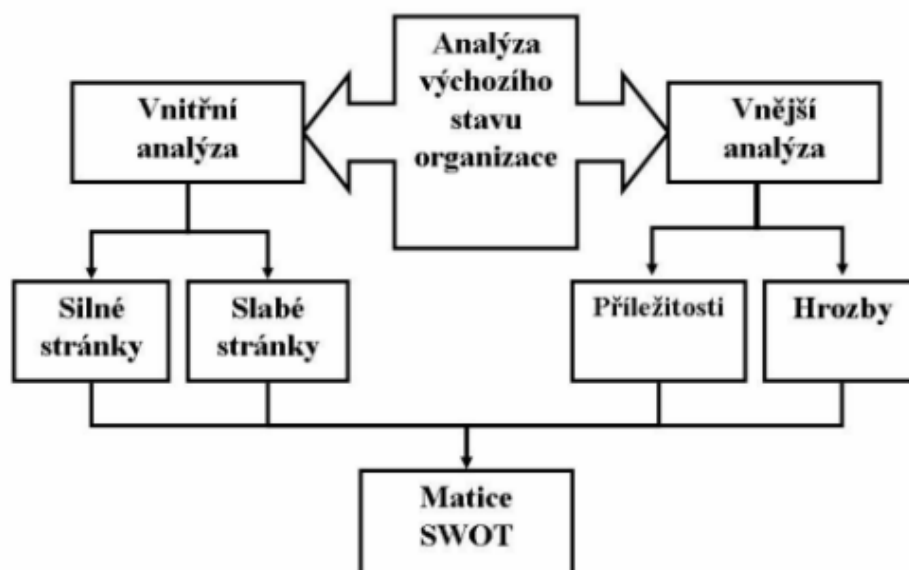 Analýza
výchozího
stavu
organizace
Vnitřní
analýza
Vnější
analýza
Silné
stránky
Slabé
stránky
Příležitosti
Hrozby
Matice
SWOT